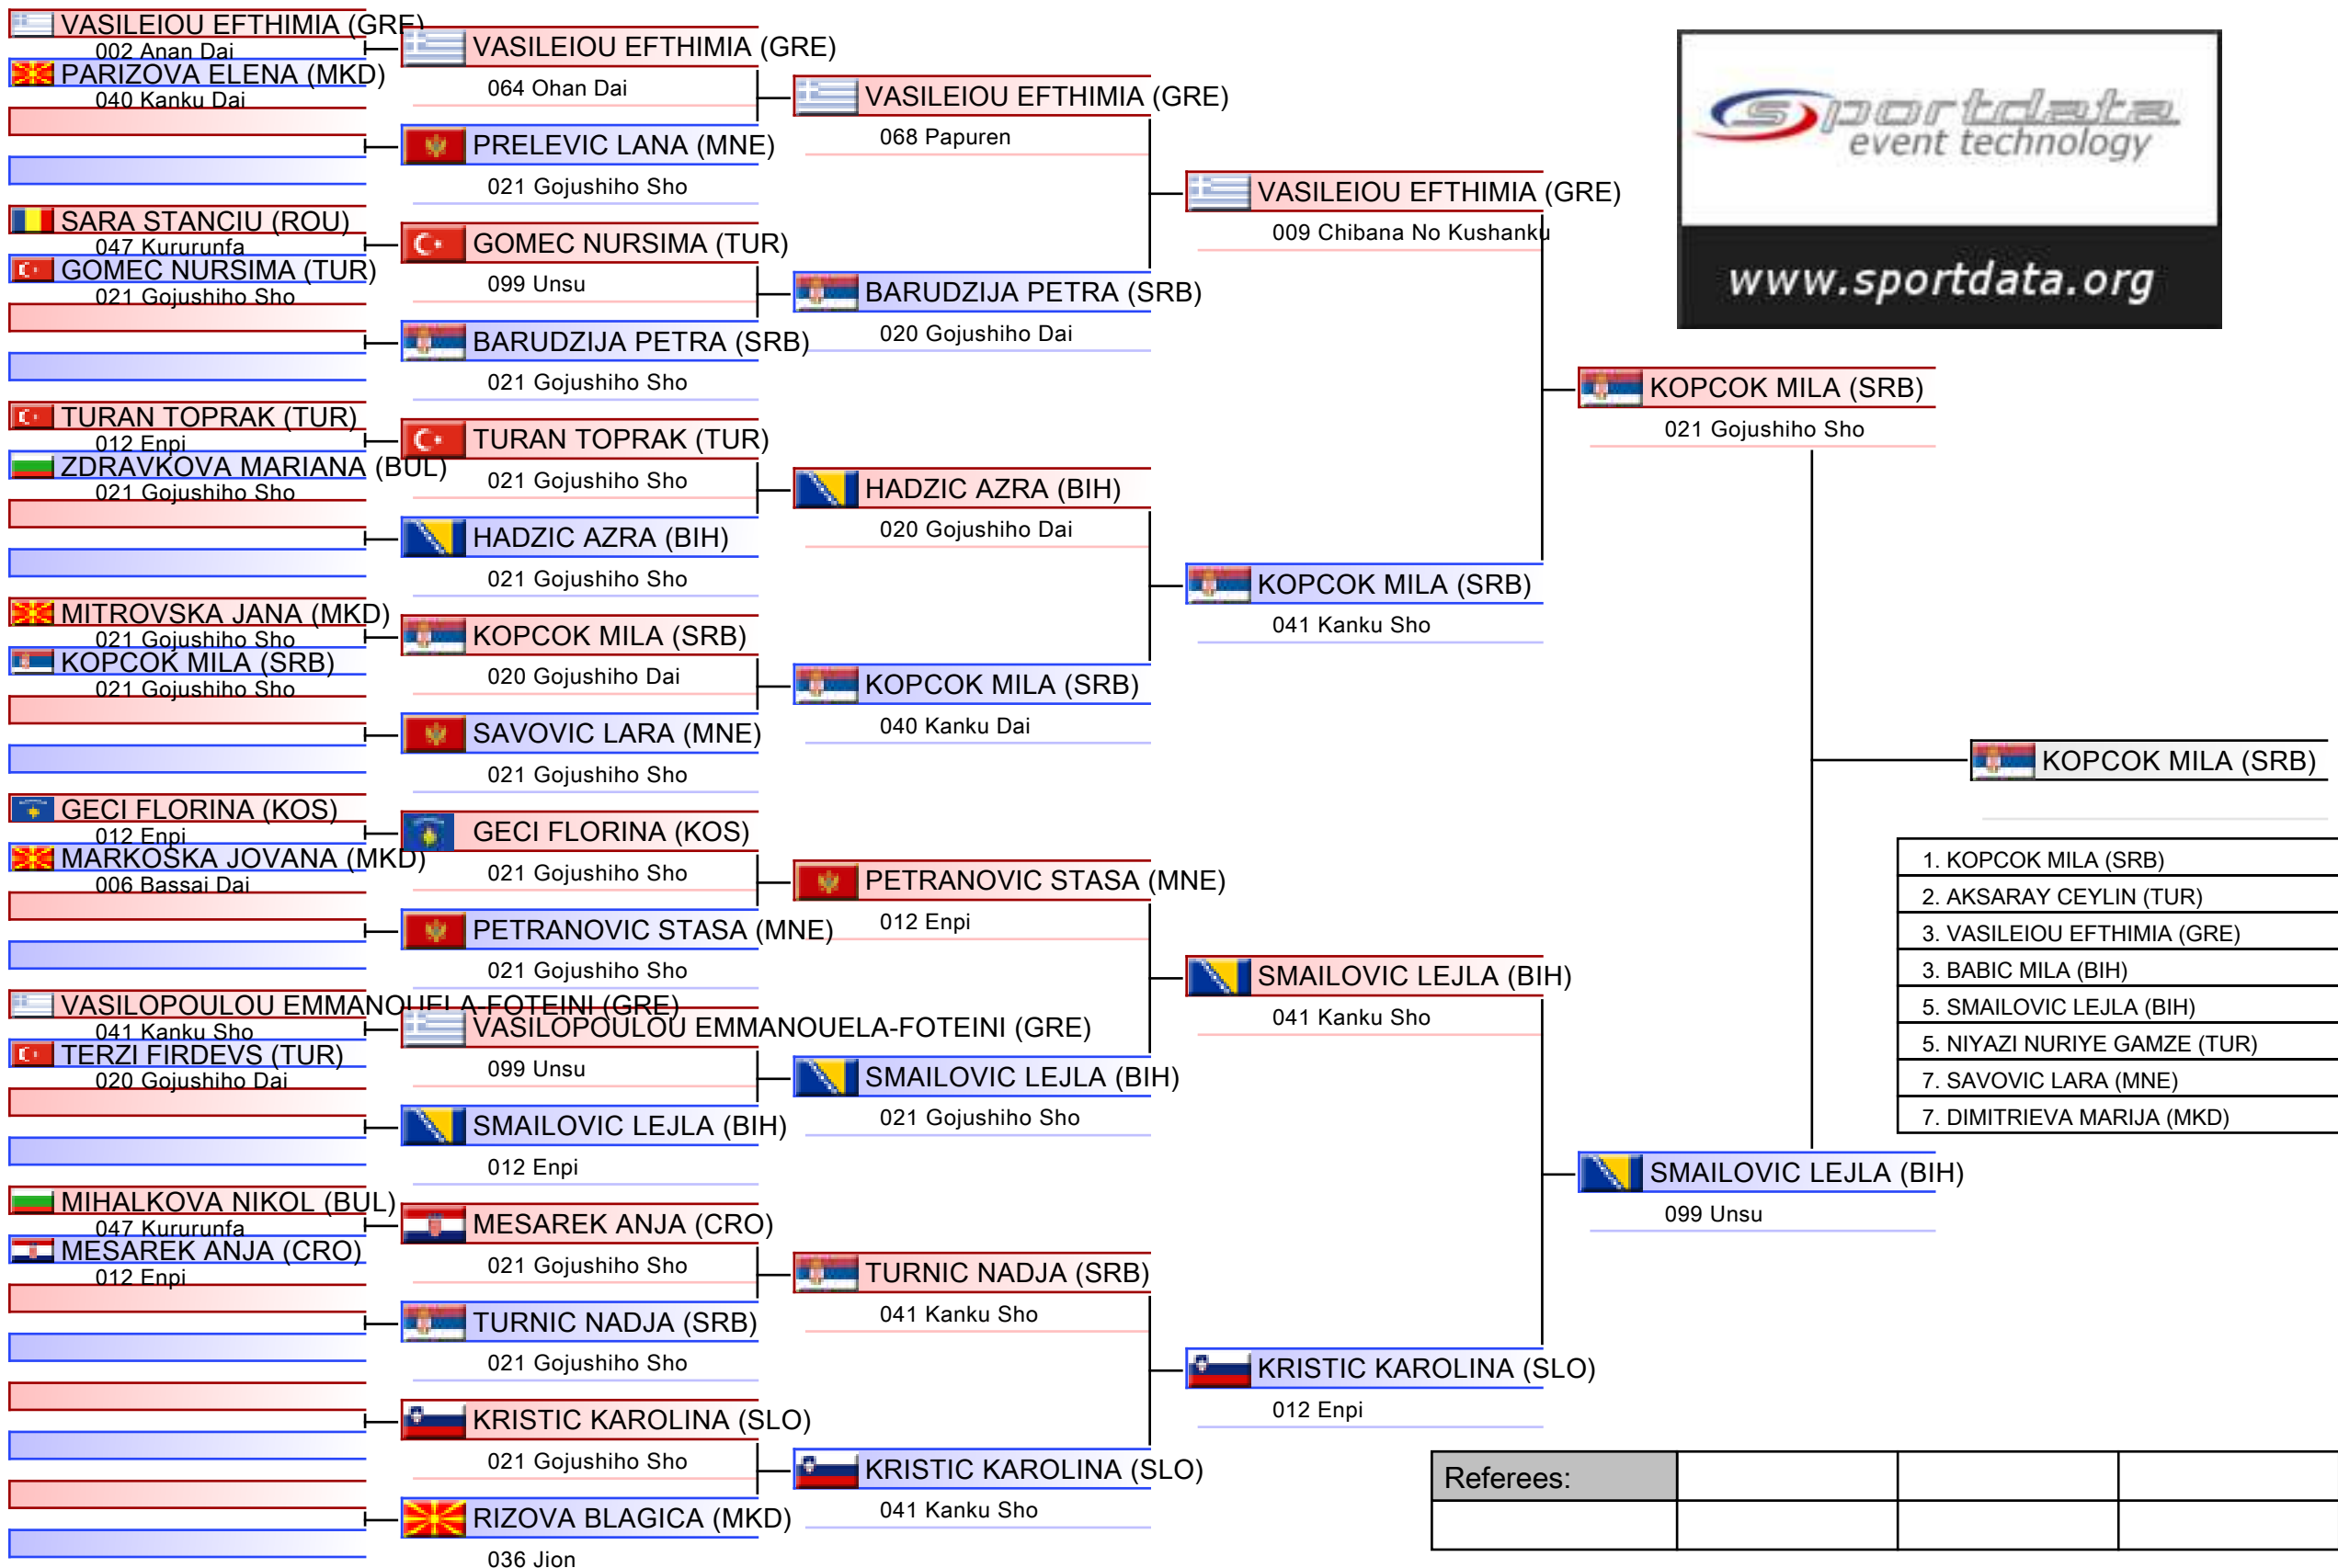 VASILEIOU EFTHIMIA (GRE)
002 Anan Dai
PARIZOVA ELENA (MKD)
040 Kanku Dai
SARA STANCIU (ROU)
047 Kururunfa
GOMEC NURSIMA (TUR)
021 Gojushiho Sho
TURAN TOPRAK (TUR)
012 Enpi
ZDRAVKOVA MARIANA (BUL)
021 Gojushiho Sho
MITROVSKA JANA (MKD)
021 Gojushiho Sho
KOPCOK MILA (SRB)
021 Gojushiho Sho
GECI FLORINA (KOS)
012 Enpi
MARKOSKA JOVANA (MKD)
006 Bassai Dai
VASILOPOULOU EMMANOUELA-FOTEINI (GRE)
041 Kanku Sho
TERZI FIRDEVS (TUR)
020 Gojushiho Dai
MIHALKOVA NIKOL (BUL)
047 Kururunfa
MESAREK ANJA (CRO)
012 Enpi
VASILEIOU EFTHIMIA (GRE)
064 Ohan Dai
PRELEVIC LANA (MNE)
021 Gojushiho Sho
GOMEC NURSIMA (TUR)
099 Unsu
BARUDZIJA PETRA (SRB)
021 Gojushiho Sho
TURAN TOPRAK (TUR)
021 Gojushiho Sho
HADZIC AZRA (BIH)
021 Gojushiho Sho
KOPCOK MILA (SRB)
020 Gojushiho Dai
SAVOVIC LARA (MNE)
021 Gojushiho Sho
GECI FLORINA (KOS)
021 Gojushiho Sho
PETRANOVIC STASA (MNE)
021 Gojushiho Sho
VASILOPOULOU EMMANOUELA-FOTEINI (GRE)
099 Unsu
SMAILOVIC LEJLA (BIH)
012 Enpi
MESAREK ANJA (CRO)
021 Gojushiho Sho
TURNIC NADJA (SRB)
021 Gojushiho Sho
KRISTIC KAROLINA (SLO)
021 Gojushiho Sho
RIZOVA BLAGICA (MKD)
036 Jion
VASILEIOU EFTHIMIA (GRE)
068 Papuren
BARUDZIJA PETRA (SRB)
020 Gojushiho Dai
HADZIC AZRA (BIH)
020 Gojushiho Dai
KOPCOK MILA (SRB)
040 Kanku Dai
PETRANOVIC STASA (MNE)
012 Enpi
SMAILOVIC LEJLA (BIH)
021 Gojushiho Sho
TURNIC NADJA (SRB)
041 Kanku Sho
KRISTIC KAROLINA (SLO)
041 Kanku Sho
VASILEIOU EFTHIMIA (GRE)
009 Chibana No Kushanku
KOPCOK MILA (SRB)
041 Kanku Sho
SMAILOVIC LEJLA (BIH)
041 Kanku Sho
KRISTIC KAROLINA (SLO)
012 Enpi
KOPCOK MILA (SRB)
021 Gojushiho Sho
SMAILOVIC LEJLA (BIH)
099 Unsu
KOPCOK MILA (SRB)
sportdata
event technology
www.sportdata.org
1. KOPCOK MILA (SRB)
2. AKSARAY CEYLIN (TUR)
3. VASILEIOU EFTHIMIA (GRE)
3. BABIC MILA (BIH)
5. SMAILOVIC LEJLA (BIH)
5. NIYAZI NURIYE GAMZE (TUR)
7. SAVOVIC LARA (MNE)
7. DIMITRIEVA MARIJA (MKD)
Referees: